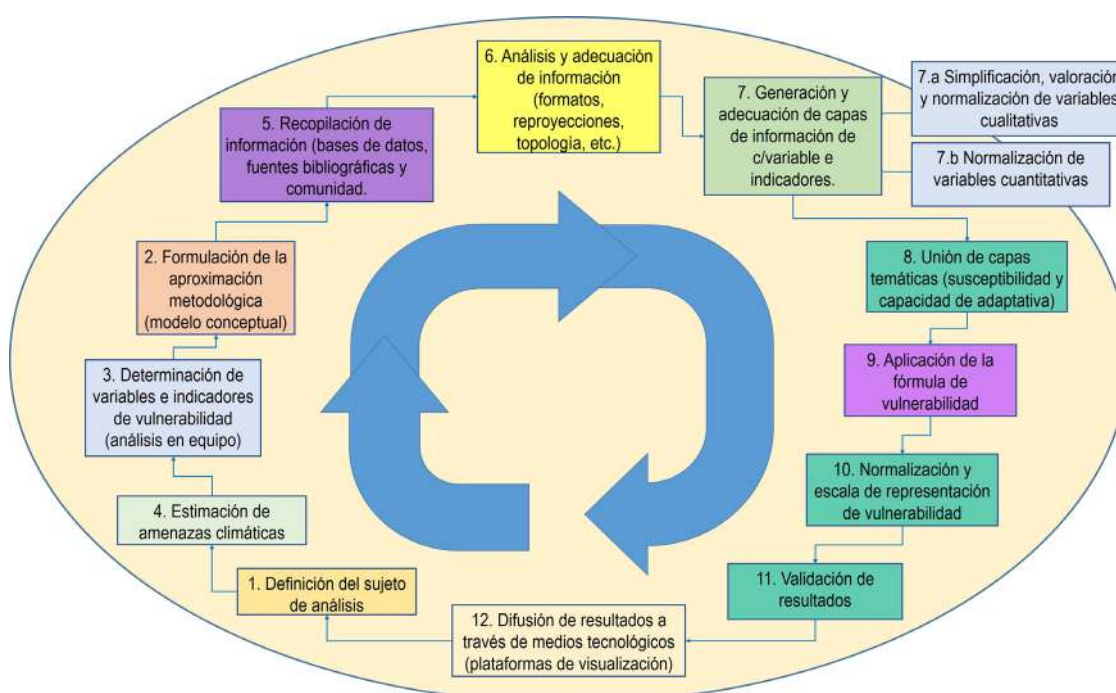 6. Análisis y adecuación
de información
(formatos,
reproyecciones,
topología, etc.)
7. Generación y
adecuación de capas
de información de
c/variable e
indicadores.
7.a Simplificación, valoración
y normalización de variables
cualitativas
7.b Normalización de
variables cuantitativas
5. Recopilación de
información (bases de datos,
fuentes bibliográficas y
comunidad.
2. Formulación de la
aproximación
metodológica
(modelo conceptual)
8. Unión de capas
temáticas (susceptibilidad y
capacidad de adaptativa)
3. Determinación de
variables e indicadores
de vulnerabilidad
(análisis en equipo)
9. Aplicación de la
fórmula de
vulnerabilidad
4. Estimación de
amenazas climáticas
10. Normalización y
escala de representación
de vulnerabilidad
1. Definición del sujeto
de análisis
11. Validación de
resultados
12. Difusión de resultados a
través de medios tecnológicos
(plataformas de visualización)